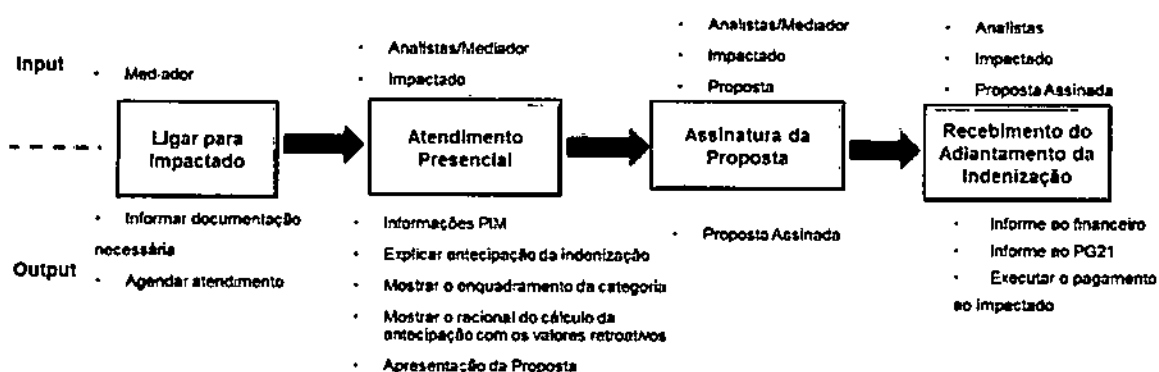 Input
• Mediador
Ligar para
Impactado
• Informar documentação
necessária
Output
• Agendar atendimento
• Analistas/Mediador
• Impactado
Atendimento
Presencial
• Informações PIM
• Explicar antecipação da indenização
• Mostrar o enquadramento da categoria
• Mostrar o racional do cálculo da
antecipação com os valores retroativos
• Apresentação da Proposta
• Analistas/Mediador
• Impactado
• Proposta
Assinatura da
Proposta
• Proposta Assinada
• Analistas
• Impactado
• Proposta Assinada
Recebimento do
Adiantamento da
Indenização
• Informe ao financeiro
• Informe ao PG21
• Executar o pagamento
ao impactado